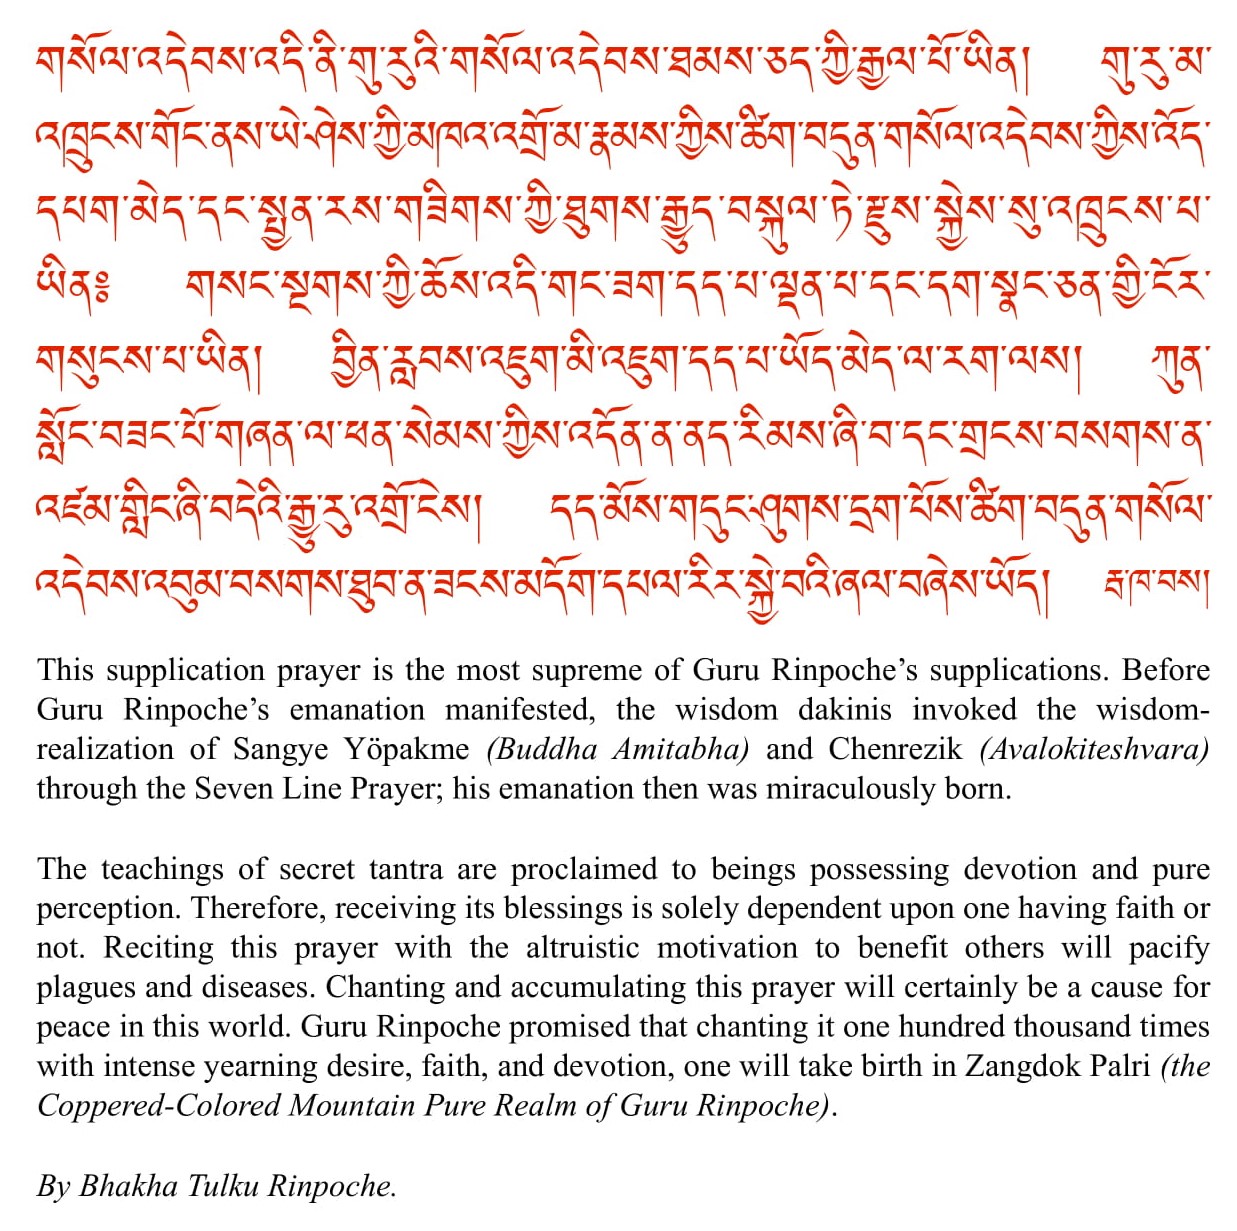 གསོལ་འདེབས་འདི་ནི་གུ་རུའི་གསོལ་འདེབས་ཐམས་ཅད་ཀྱི་རྒྱལ་པོ་ཡིན། གུ་རུ་མ་
འཁྲུངས་གོང་ནས་ཡེ་ཤེས་ཀྱི་མཁའ་འགྲོ་མ་རྣམས་ཀྱིས་ཚིག་བདུན་གསོལ་འདེབས་ཀྱིས་འོད་
དཔག་མེད་དང་སྤྱན་རས་གཟིགས་ཀྱི་ཐུགས་རྒྱུད་བསྐུལ་ཏེ་རྫུས་སྐྱེས་སུ་འཁྲུངས་པ་
ཡིན༔ གསང་སྔགས་ཀྱི་ཆོས་འདི་གང་ཟག་དད་པ་ལྡན་པ་དང་དག་སྣང་ཅན་གྱི་ངོར་
གསུངས་པ་ཡིན། བྱིན་རླབས་འཇུག་མི་འཇུག་དད་པ་ཡོད་མེད་ལ་རག་ལས། ཀུན་
སློང་བཟང་པོ་གཞན་ལ་ཕན་སེམས་ཀྱིས་འདོན་ན་ནད་རིམས་ཞི་བ་དང་གྲངས་བསགས་ན་
འཛམ་གླིང་ཞི་བདེའི་རྒྱུ་རུ་འགྲོ་ངེས། དད་མོས་གདུང་ཤུགས་དྲག་པོས་ཚིག་བདུན་གསོལ་
འདེབས་འབུམ་བསགས་ཐུབ་ན་ཟངས་མདོག་དཔལ་རིར་སྐྱེ་བའི་ཞལ་བཞེས་ཡོད། རྦ་ཁ་བས།
This supplication prayer is the most supreme of Guru Rinpoche’s supplications. Before
Guru Rinpoche’s emanation manifested, the wisdom dakinis invoked the wisdom-
realization of Sangye Yöpakme (Buddha Amitabha) and Chenrezik (Avalokiteshvara)
through the Seven Line Prayer; his emanation then was miraculously born.
The teachings of secret tantra are proclaimed to beings possessing devotion and pure
perception. Therefore, receiving its blessings is solely dependent upon one having faith or
not. Reciting this prayer with the altruistic motivation to benefit others will pacify
plagues and diseases. Chanting and accumulating this prayer will certainly be a cause for
peace in this world. Guru Rinpoche promised that chanting it one hundred thousand times
with intense yearning desire, faith, and devotion, one will take birth in Zangdok Palri (the
Coppered-Colored Mountain Pure Realm of Guru Rinpoche).
By Bhakha Tulku Rinpoche.